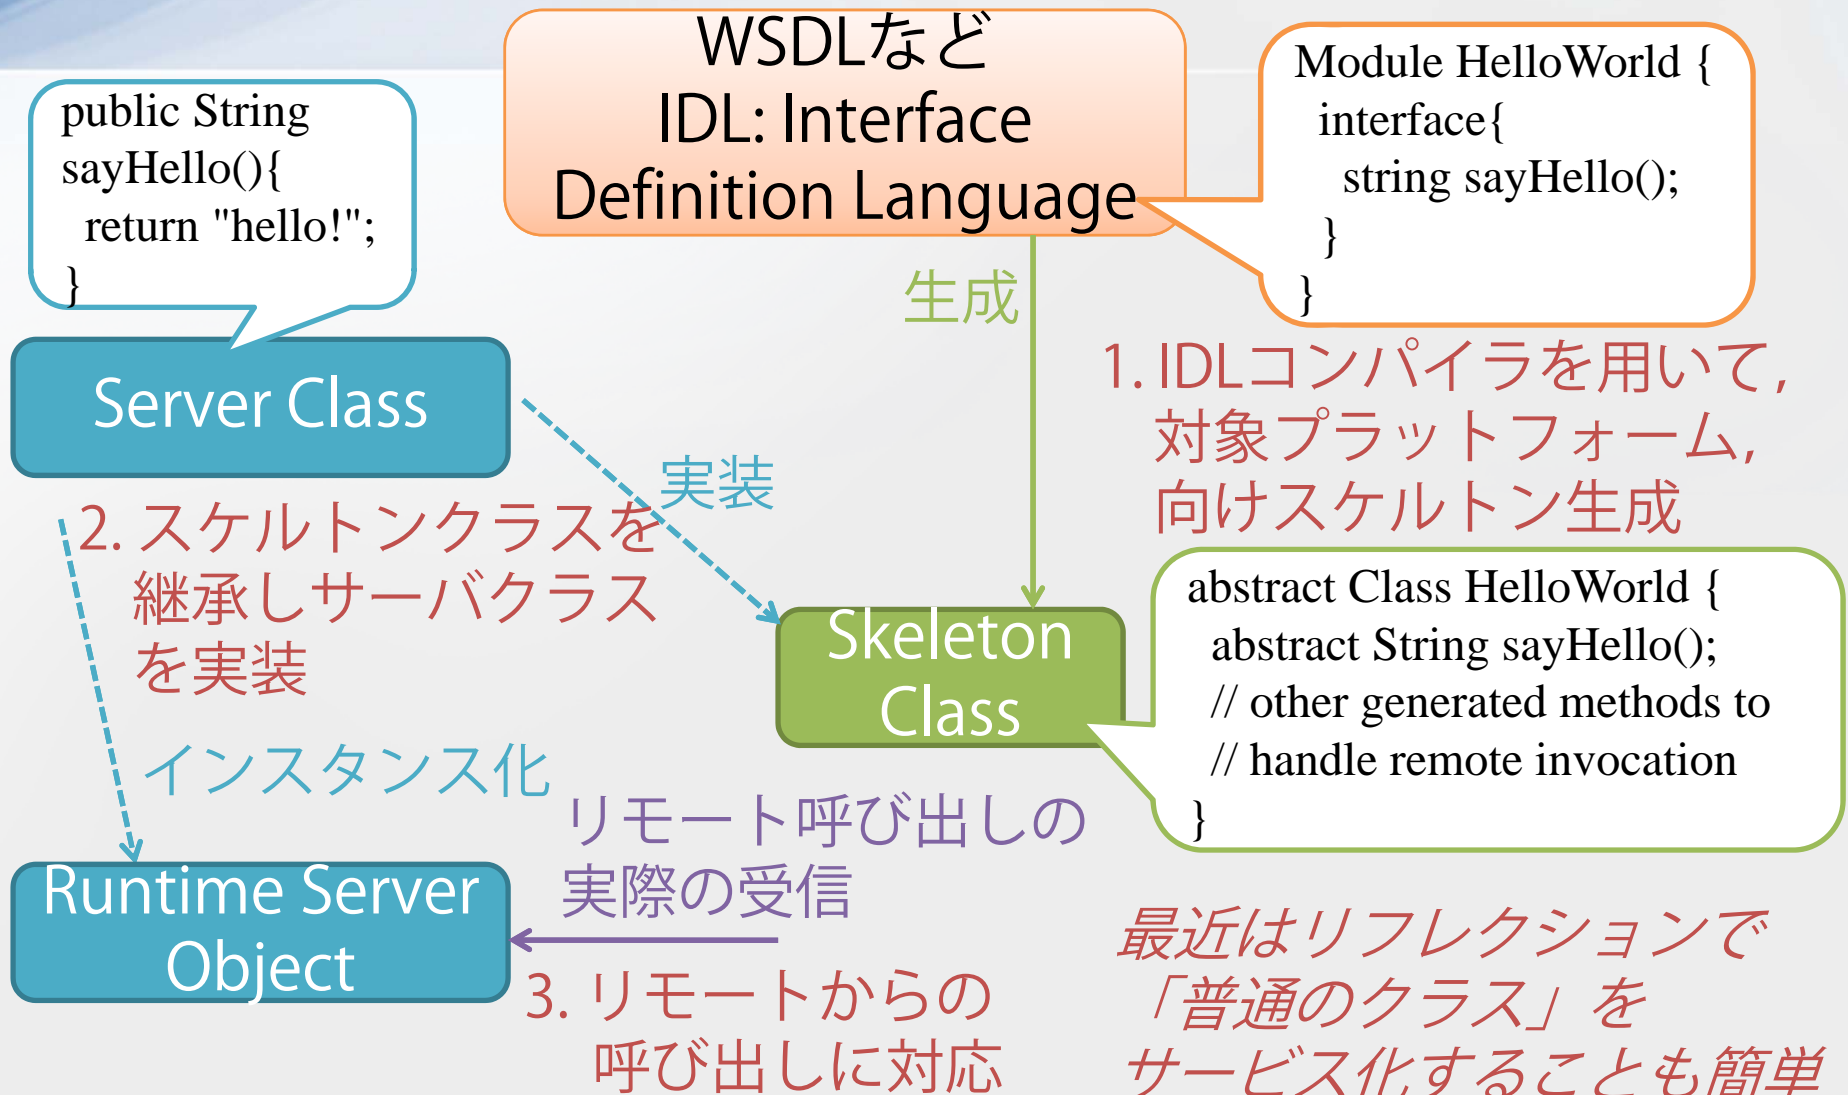 WSDLなど
IDL: Interface
Definition Language
Module HelloWorld {
interface{
string sayHello();
}
}
public String
sayHello(){
return "hello!";
}
生成
Server Class
1. IDLコンパイラを用いて,
対象プラットフォーム,
向けスケルトン生成
実装
2. スケルトンクラスを
継承しサーバクラス
を実装
Skeleton
Class
abstract Class HelloWorld {
abstract String sayHello();
// other generated methods to
// handle remote invocation
}
インスタンス化
リモート呼び出しの
実際の受信
Runtime Server
Object
3. リモートからの
呼び出しに対応
最近はリフレクションで
「普通のクラス」を
サービス化することも簡単